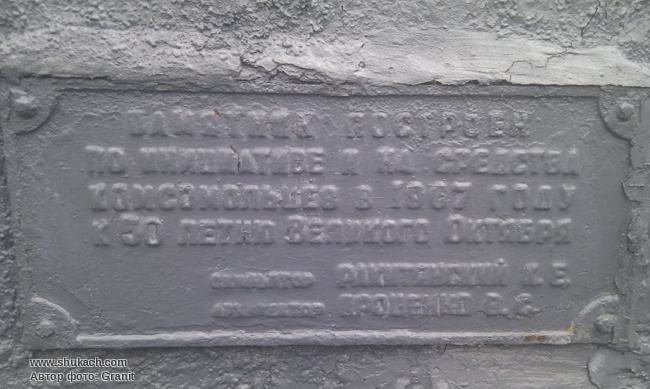 ПАМЯТНИК ПОСТРОЕН
ПО ИНИЦИАТИВЕ И НА СРЕДСТВА
КОМСОМОЛЬЦЕВ В 1967 ГОДУ
К 50 ЛЕТИЮ ВЕЛИКОГО ОКТЯБРЯ
скульптор К. Е.
архитектор ПРОЦЕНКО
www.shukach.com
Автор фото: Granit